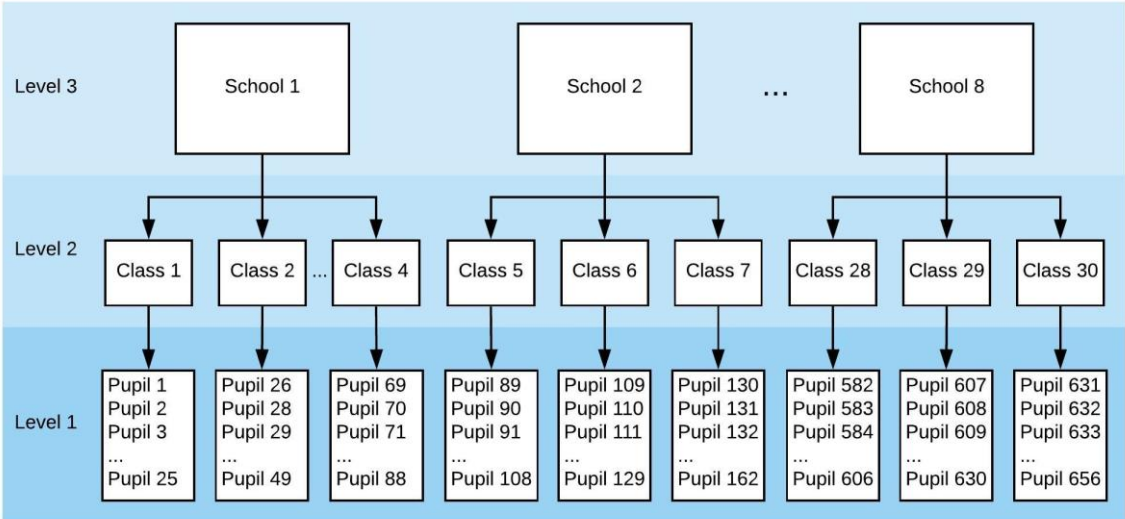 Level 3
School 1
School 2
...
School 8
Level 2
Class 1
Class 2
...
Class 4
Class 5
Class 6
Class 7
Class 28
Class 29
Class 30
Level 1
Pupil 1
Pupil 2
Pupil 3
...
Pupil 25
Pupil 26
Pupil 28
Pupil 29
...
Pupil 49
Pupil 69
Pupil 70
Pupil 71
...
Pupil 88
Pupil 89
Pupil 90
Pupil 91
...
Pupil 108
Pupil 109
Pupil 110
Pupil 111
...
Pupil 129
Pupil 130
Pupil 131
Pupil 132
...
Pupil 162
Pupil 582
Pupil 583
Pupil 584
...
Pupil 606
Pupil 607
Pupil 608
Pupil 609
...
Pupil 630
Pupil 631
Pupil 632
Pupil 633
...
Pupil 656